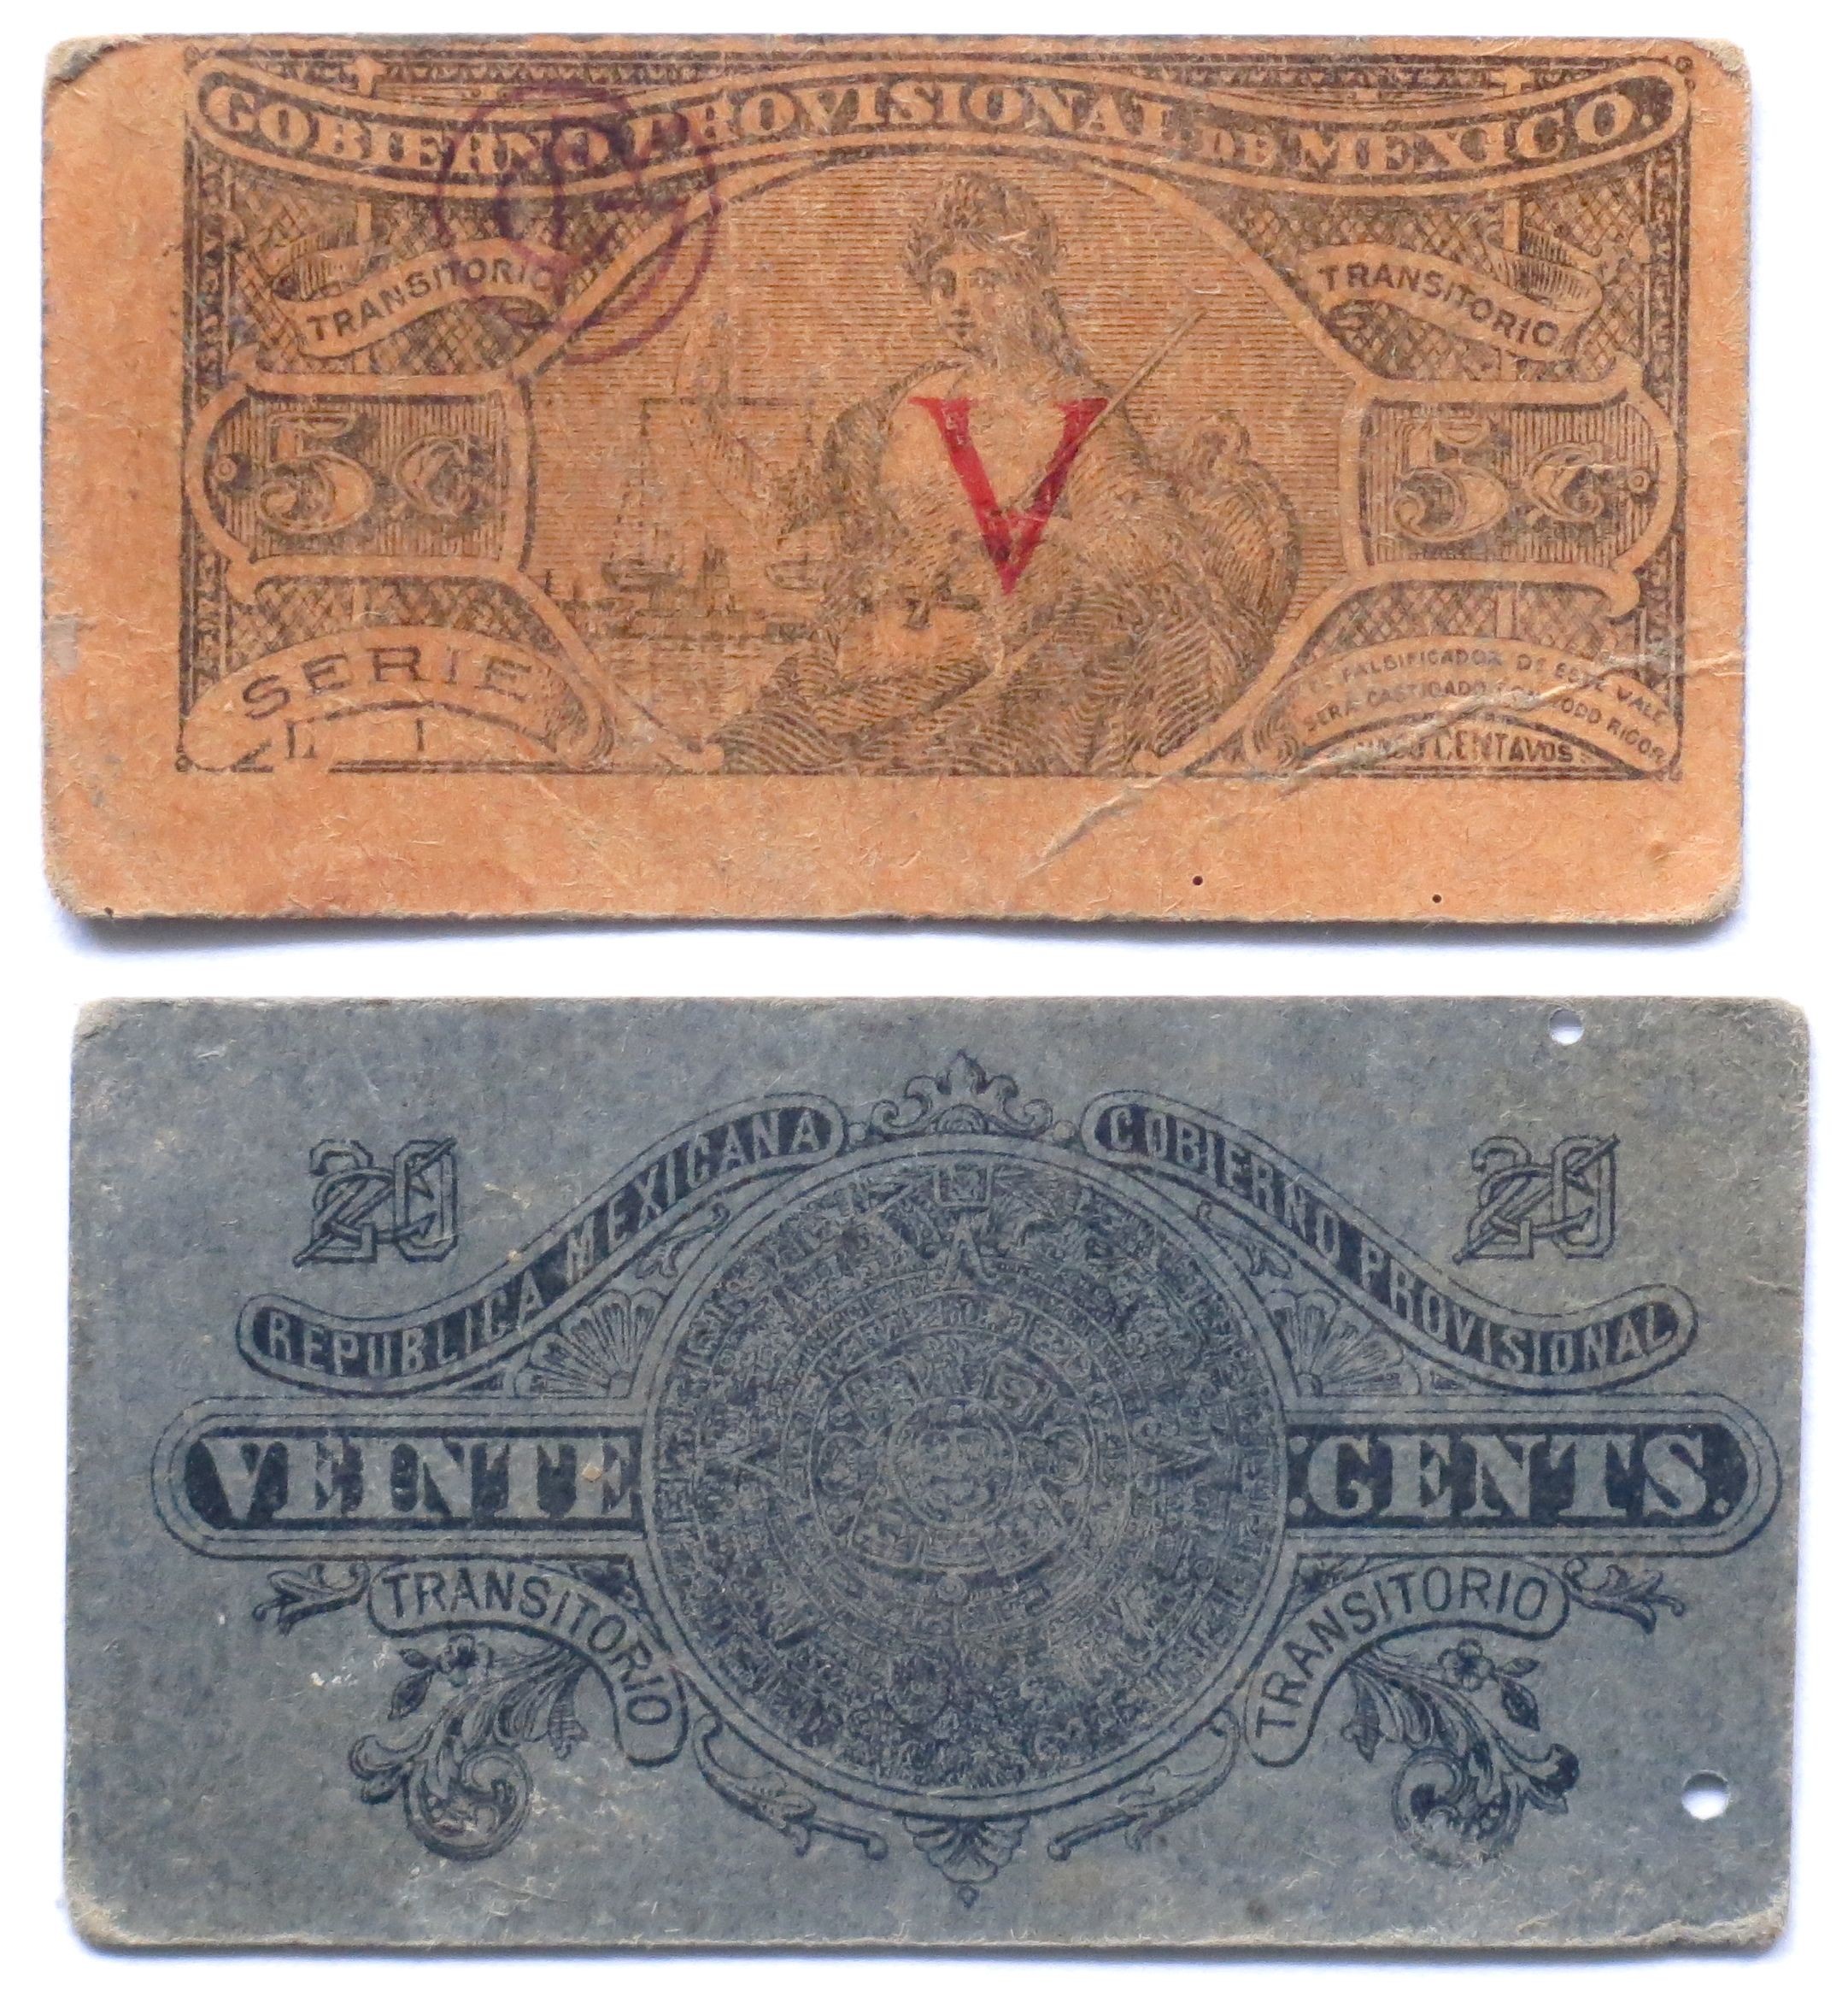 GOBIERNO PROVISIONAL DE MEXICO.
TRANSITORIO
TRANSITORIO
V
5¢
5¢
SERIE
EL FALSIFICADOR DE ESTE VALE
SERA CASTIGADO CON TODO RIGOR
CINCO CENTAVOS
20
20
REPUBLICA MEXICANA
GOBIERNO PROVISIONAL
VEINTE CENTS.
TRANSITORIO
TRANSITORIO